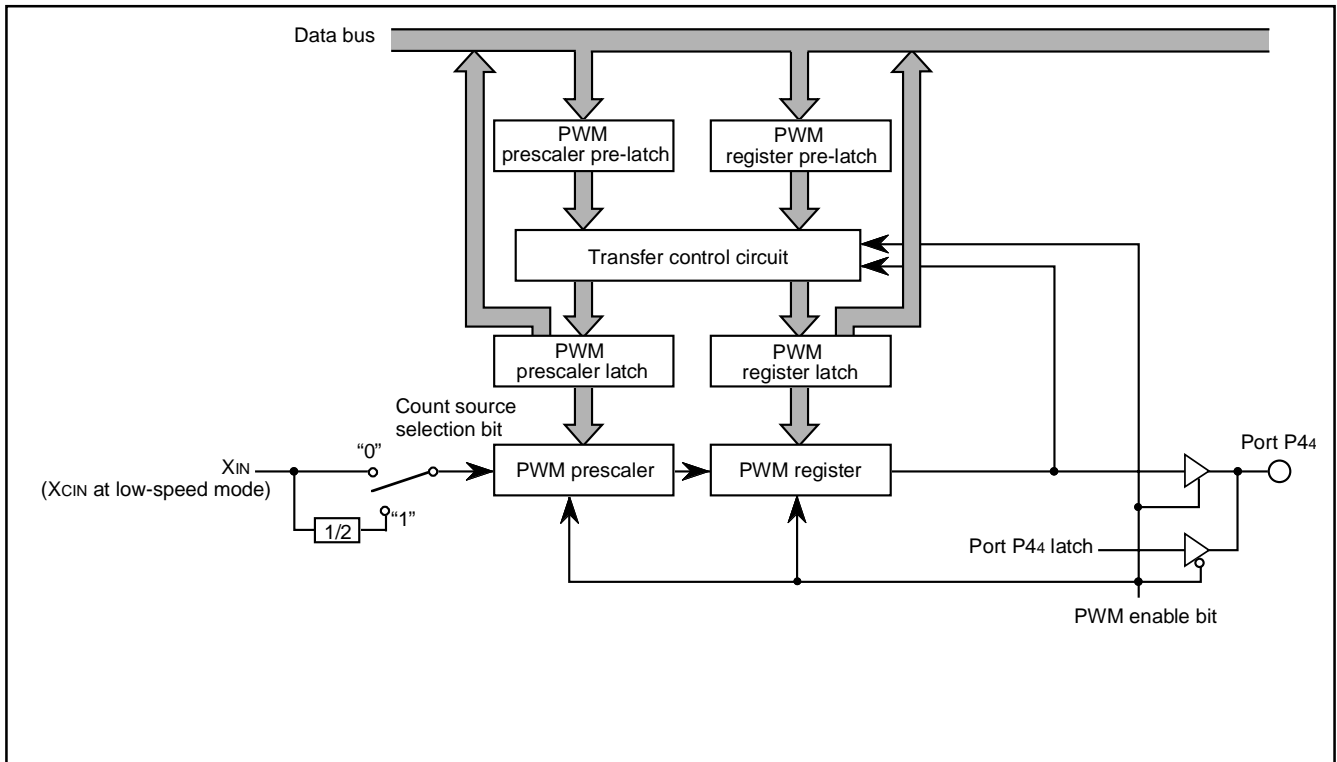 Data bus
PWM
prescaler pre-latch
PWM
register pre-latch
Transfer control circuit
PWM
prescaler latch
PWM
register latch
Count source
selection bit
Port P44
“0”
XIN
(XCIN at low-speed mode)
PWM prescaler
PWM register
“1”
1/2
Port P44 latch
PWM enable bit